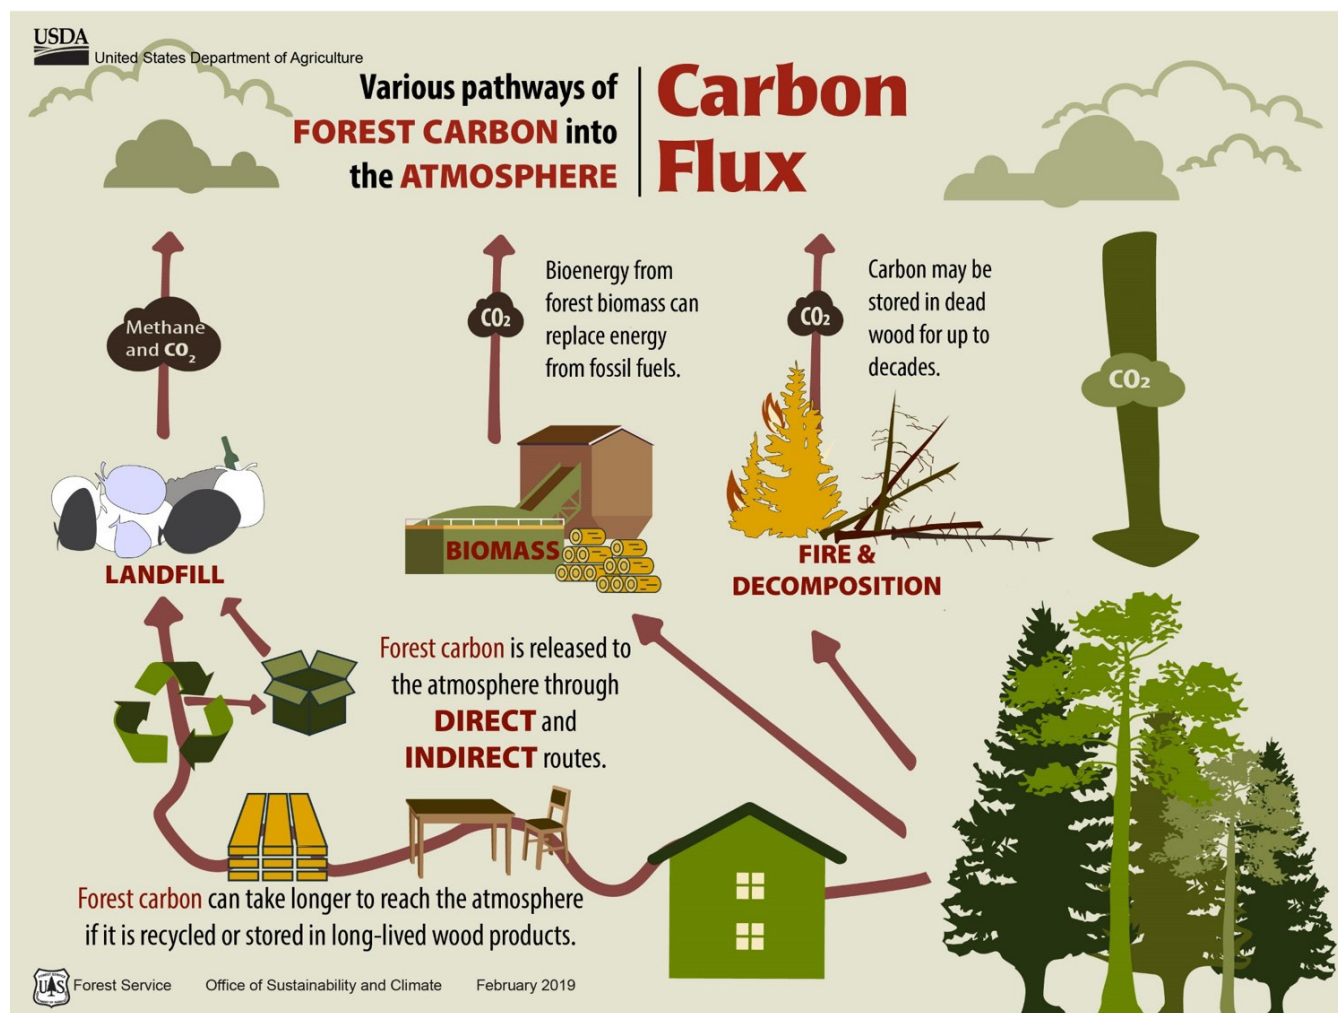 USDA
United States Department of Agriculture
Various pathways of
FOREST CARBON into
the ATMOSPHERE
Carbon
Flux
Methane
and CO₂
CO₂
Bioenergy from
forest biomass can
replace energy
from fossil fuels.
CO₂
Carbon may be
stored in dead
wood for up to
decades.
CO₂
LANDFILL
BIOMASS
FIRE &
DECOMPOSITION
Forest carbon is released to
the atmosphere through
DIRECT and
INDIRECT routes.
Forest carbon can take longer to reach the atmosphere
if it is recycled or stored in long-lived wood products.
FOREST SERVICE
U S
Forest Service Office of Sustainability and Climate February 2019